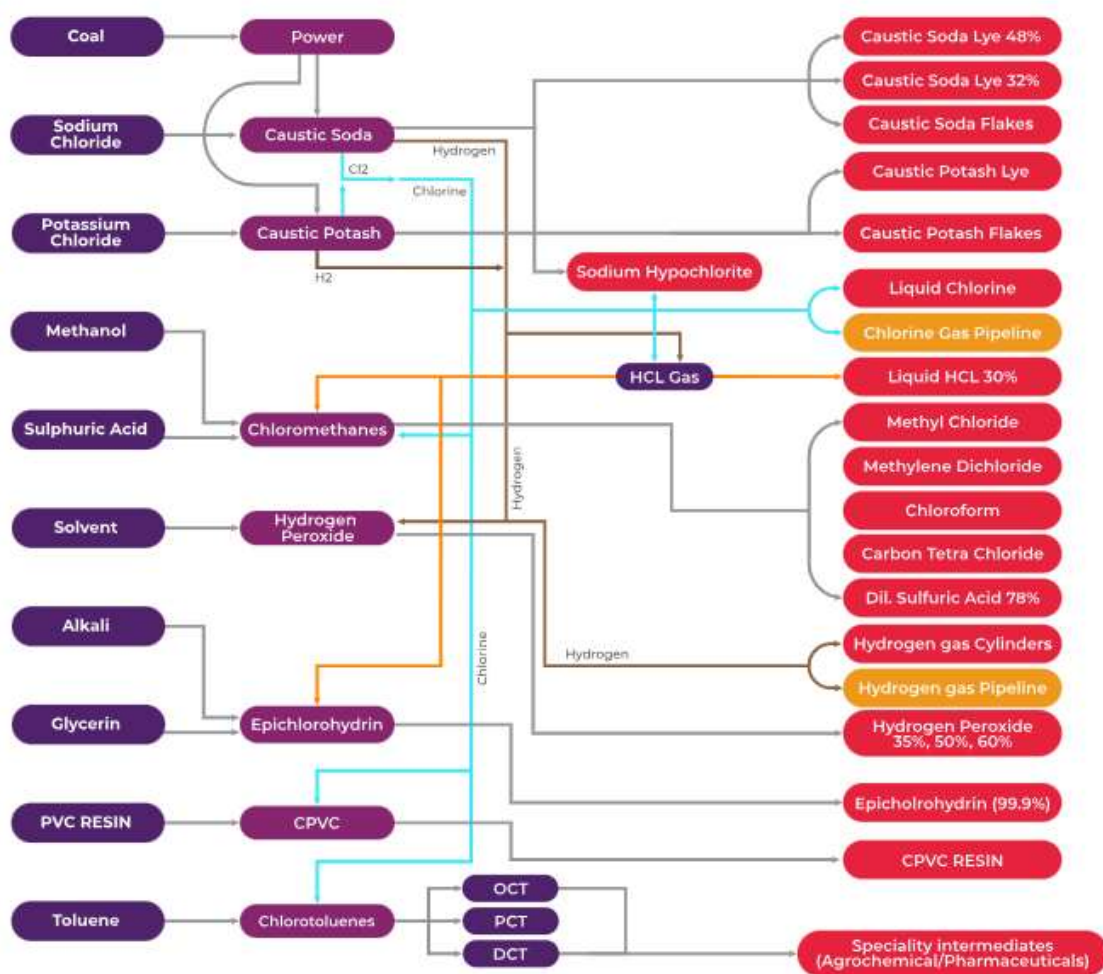 Coal
Power
Caustic Soda Lye 48%
Caustic Soda Lye 32%
Sodium
Chloride
Caustic Soda
Caustic Soda Flakes
Hydrogen
Cl2
Chlorine
Caustic Potash Lye
Potassium
Chloride
Caustic Potash
Caustic Potash Flakes
H2
Sodium Hypochlorite
Liquid Chlorine
Methanol
Chlorine Gas Pipeline
HCL Gas
Liquid HCL 30%
Sulphuric Acid
Chloromethanes
Methyl Chloride
Methylene Dichloride
Hydrogen
Chloroform
Solvent
Hydrogen
Peroxide
Carbon Tetra Chloride
Dil. Sulfuric Acid 78%
Alkali
Chlorine
Hydrogen
Hydrogen gas Cylinders
Hydrogen gas Pipeline
Glycerin
Epichlorohydrin
Hydrogen Peroxide
35%, 50%, 60%
Epicholrohydrin (99.9%)
PVC RESIN
CPVC
CPVC RESIN
OCT
Toluene
Chlorotoluenes
PCT
DCT
Speciality intermediates
(Agrochemical/Pharmaceuticals)